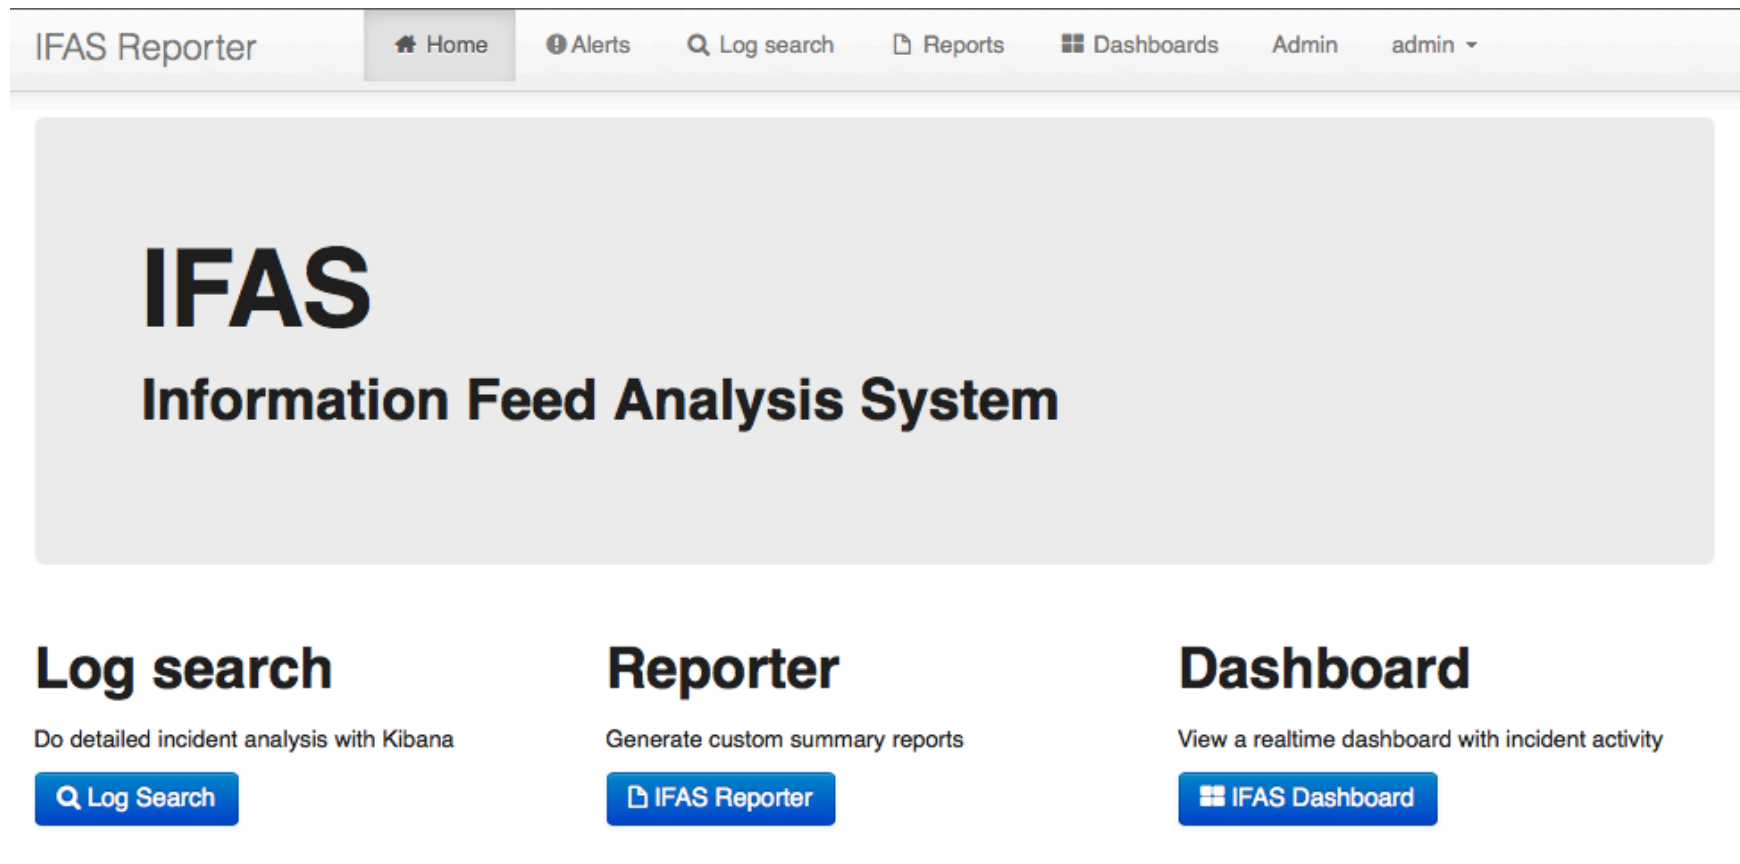 IFAS Reporter Home Alerts Log search Reports Dashboards Admin admin
IFAS
Information Feed Analysis System
Log search
Do detailed incident analysis with Kibana
Log Search
Reporter
Generate custom summary reports
IFAS Reporter
Dashboard
View a realtime dashboard with incident activity
IFAS Dashboard